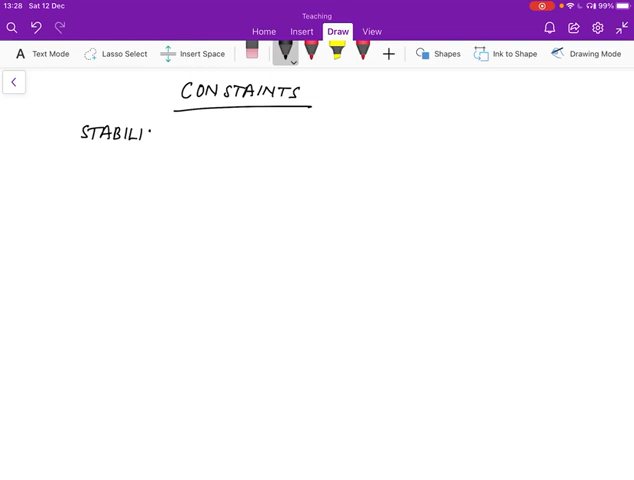 13:28 Sat 12 Dec 99%
Teaching
Home Insert Draw View
A Text Mode Lasso Select Insert Space Shapes Ink to Shape Drawing Mode
CONSTAINTS
STABILI